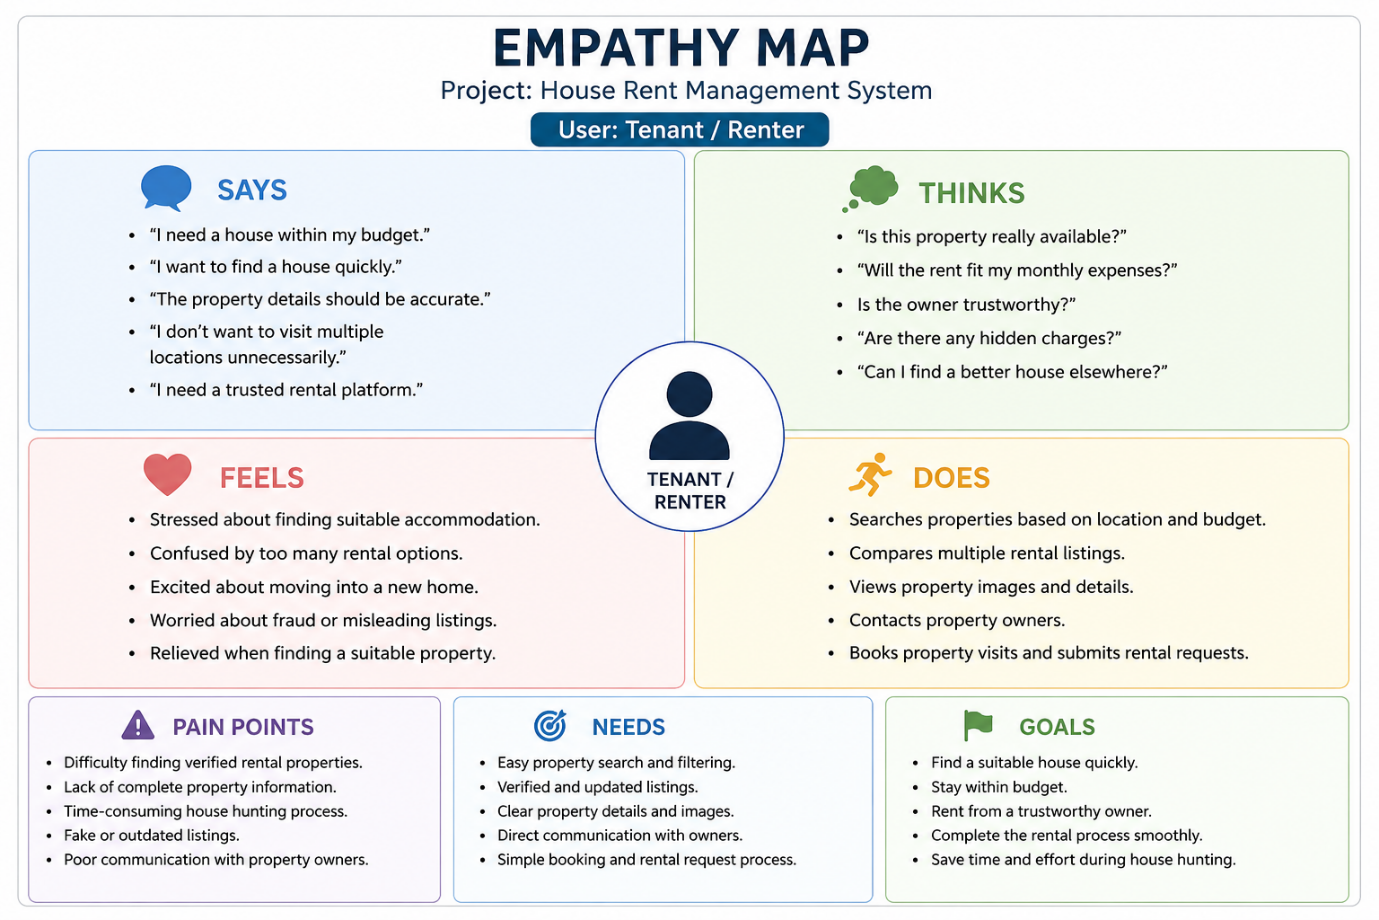 EMPATHY MAP
Project: House Rent Management System
User: Tenant / Renter
SAYS
• “I need a house within my budget.”
• “I want to find a house quickly.”
• “The property details should be accurate.”
• “I don’t want to visit multiple
locations unnecessarily.”
• “I need a trusted rental platform.”
THINKS
• “Is this property really available?”
• “Will the rent fit my monthly expenses?”
• Is the owner trustworthy?”
• “Are there any hidden charges?”
• “Can I find a better house elsewhere?”
TENANT /
RENTER
FEELS
• Stressed about finding suitable accommodation.
• Confused by too many rental options.
• Excited about moving into a new home.
• Worried about fraud or misleading listings.
• Relieved when finding a suitable property.
DOES
• Searches properties based on location and budget.
• Compares multiple rental listings.
• Views property images and details.
• Contacts property owners.
• Books property visits and submits rental requests.
PAIN POINTS
• Difficulty finding verified rental properties.
• Lack of complete property information.
• Time-consuming house hunting process.
• Fake or outdated listings.
• Poor communication with property owners.
NEEDS
• Easy property search and filtering.
• Verified and updated listings.
• Clear property details and images.
• Direct communication with owners.
• Simple booking and rental request process.
GOALS
• Find a suitable house quickly.
• Stay within budget.
• Rent from a trustworthy owner.
• Complete the rental process smoothly.
• Save time and effort during house hunting.